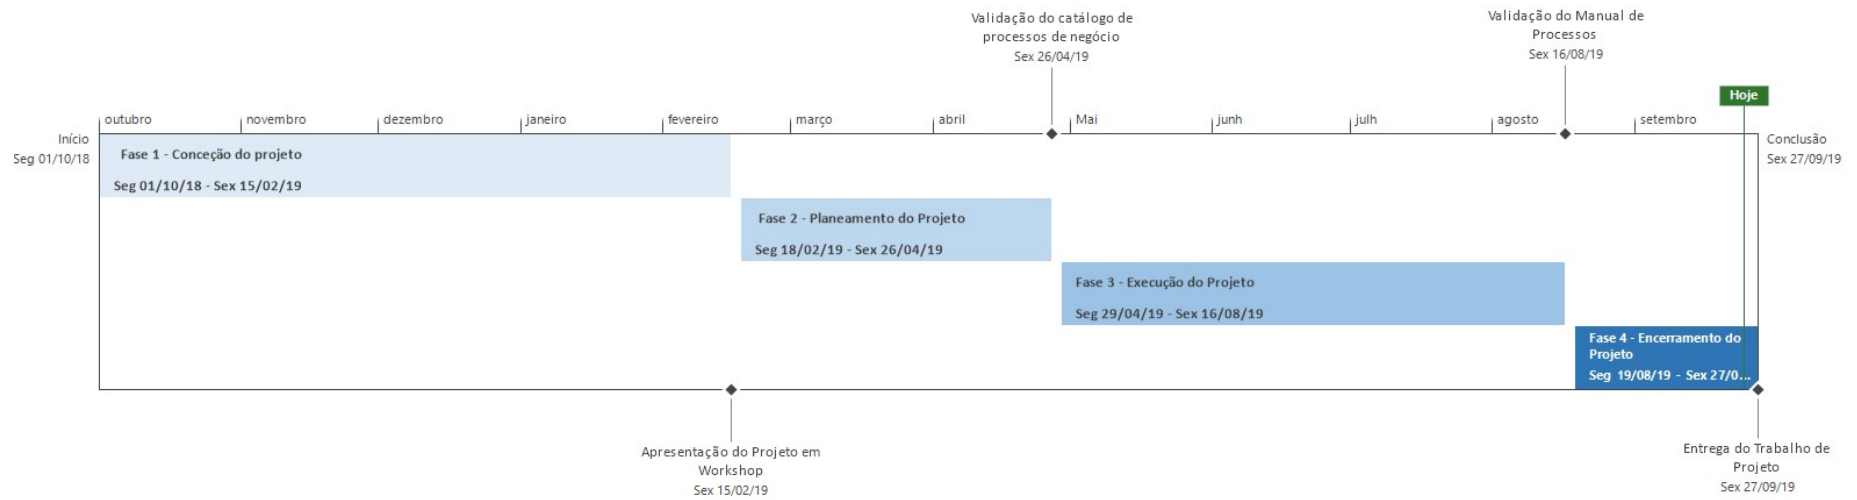 Validação do catálogo de
processos de negócio
Sex 26/04/19
Validação do Manual de
Processos
Sex 16/08/19
Hoje
outubro
novembro
dezembro
janeiro
fevereiro
março
abril
Mai
junh
julh
agosto
setembro
Início
Seg 01/10/18
Conclusão
Sex 27/09/19
Fase 1 - Conceção do projeto
Seg 01/10/18 - Sex 15/02/19
Fase 2 - Planeamento do Projeto
Seg 18/02/19 - Sex 26/04/19
Fase 3 - Execução do Projeto
Seg 29/04/19 - Sex 16/08/19
Fase 4 - Encerramento do
Projeto
Seg 19/08/19 - Sex 27/0...
Apresentação do Projeto em
Workshop
Sex 15/02/19
Entrega do Trabalho de
Projeto
Sex 27/09/19